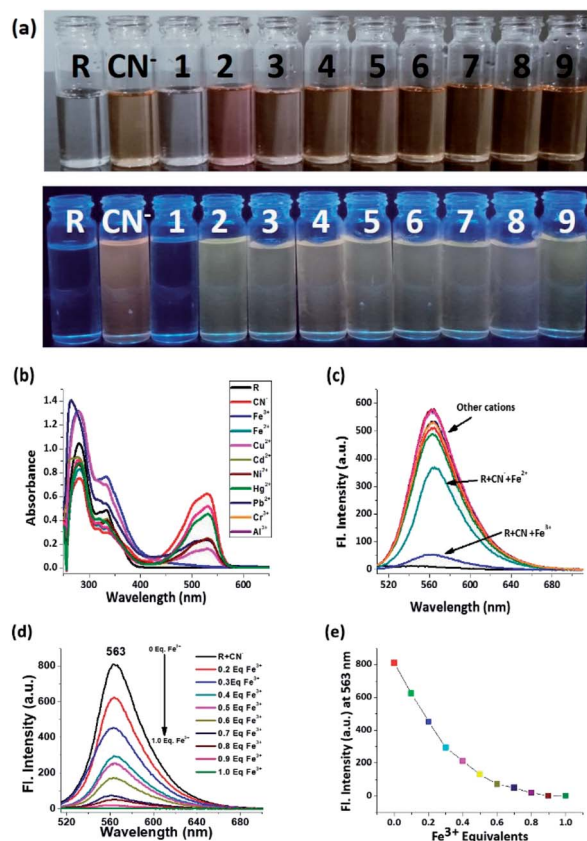 (a)
R CN⁻ 1 2 3 4 5 6 7 8 9
R CN⁻ 1 2 3 4 5 6 7 8 9
(b)
1.4
1.2
1.0
0.8
0.6
0.4
0.2
0.0
Absorbance
300 400 500 600
Wavelength (nm)
R
CN⁻
Fe³⁺
Fe²⁺
Cu²⁺
Cd²⁺
Ni²⁺
Hg²⁺
Pb²⁺
Cr³⁺
Al³⁺
(c)
600
500
400
300
200
100
0
Fl. Intensity (a.u.)
520 560 600 640 680
Wavelength (nm)
Other cations
R+CN⁻+Fe²⁺
R+CN+Fe³⁺
(d)
563
800
600
400
200
0
Fl. Intensity (a.u.)
520 560 600 640 680
Wavelength (nm)
0 Eq. Fe³⁺
1.0 Eq. Fe³⁺
R+CN⁻
0.2 Eq Fe³⁺
0.3Eq Fe³⁺
0.4 Eq Fe³⁺
0.5 Eq Fe³⁺
0.6 Eq Fe³⁺
0.7 Eq Fe³⁺
0.8 Eq Fe³⁺
0.9 Eq Fe³⁺
1.0 Eq Fe³⁺
(e)
800
600
400
200
0
Fl. Intensity (a.u.) at 563 nm
0.0 0.2 0.4 0.6 0.8 1.0
Fe³⁺ Equivalents